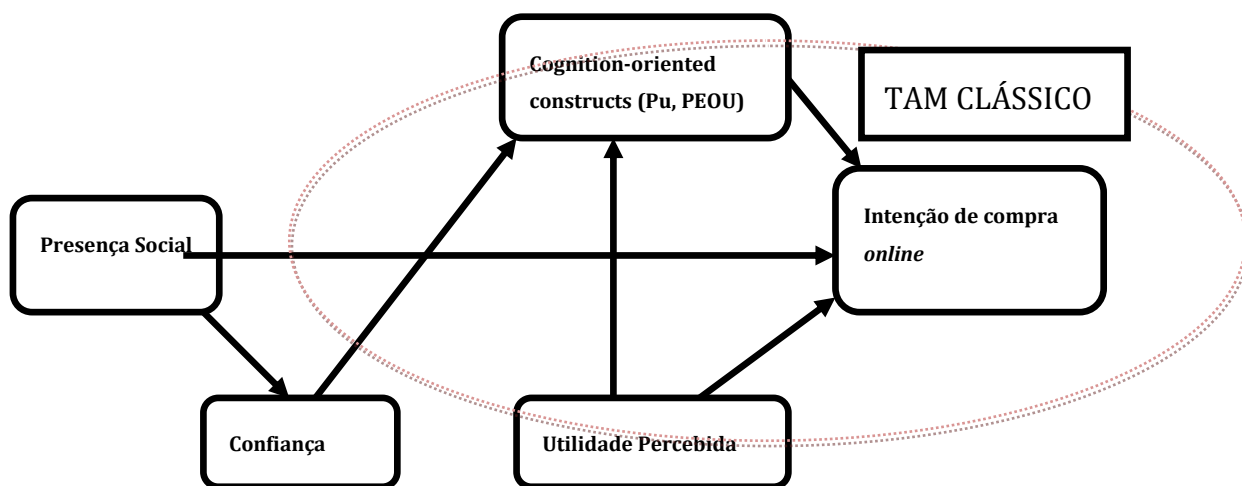 Cognition-oriented
constructs (Pu, PEOU)
TAM CLÁSSICO
Presença Social
Intenção de compra
online
Confiança
Utilidade Percebida